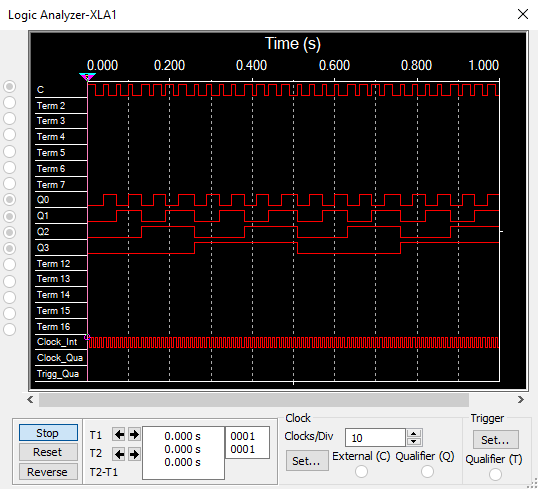 Logic Analyzer-XLA1
Time (s)
0.000 0.200 0.400 0.600 0.800 1.000
C
Term 2
Term 3
Term 4
Term 5
Term 6
Term 7
Q0
Q1
Q2
Q3
Term 12
Term 13
Term 14
Term 15
Term 16
Clock_Int
Clock_Qua
Trigg_Qua
Stop
Reset
Reverse
T1 0.000 s 0001
T2 0.000 s 0001
T2-T1 0.000 s
Clock
Clocks/Div 10
Set... External (C) Qualifier (Q)
Trigger
Set...
Qualifier (T)